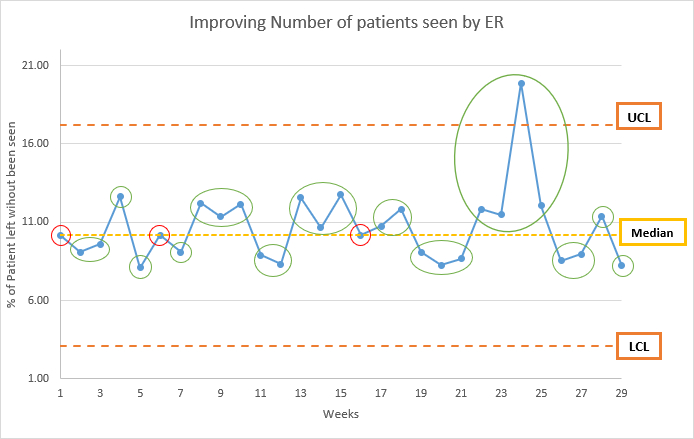 Improving Number of patients seen by ER
% of Patient left wihout been seen
21.00
16.00
11.00
6.00
1.00
UCL
Median
LCL
1 3 5 7 9 11 13 15 17 19 21 23 25 27 29
Weeks